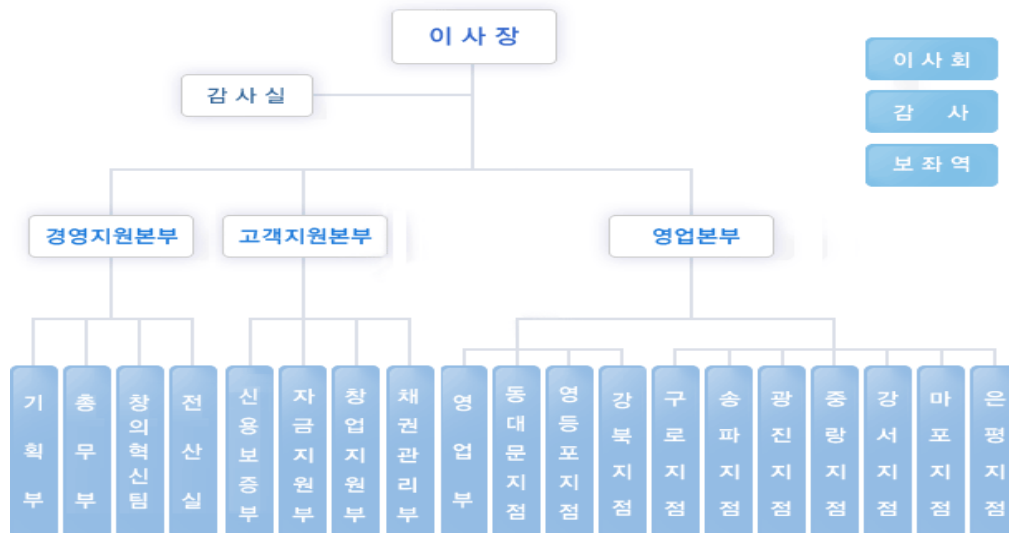 이 사 장
이 사 회
감 사 실
감 사
보 좌 역
경영지원본부
고객지원본부
영업본부
기획부
총무부
창의혁신팀
전산실
신용보증부
자금지원부
창업지원부
채권관리부
영업부
동대문지점
영등포지점
강북지점
구로지점
송파지점
광진지점
중랑지점
강서지점
마포지점
은평지점